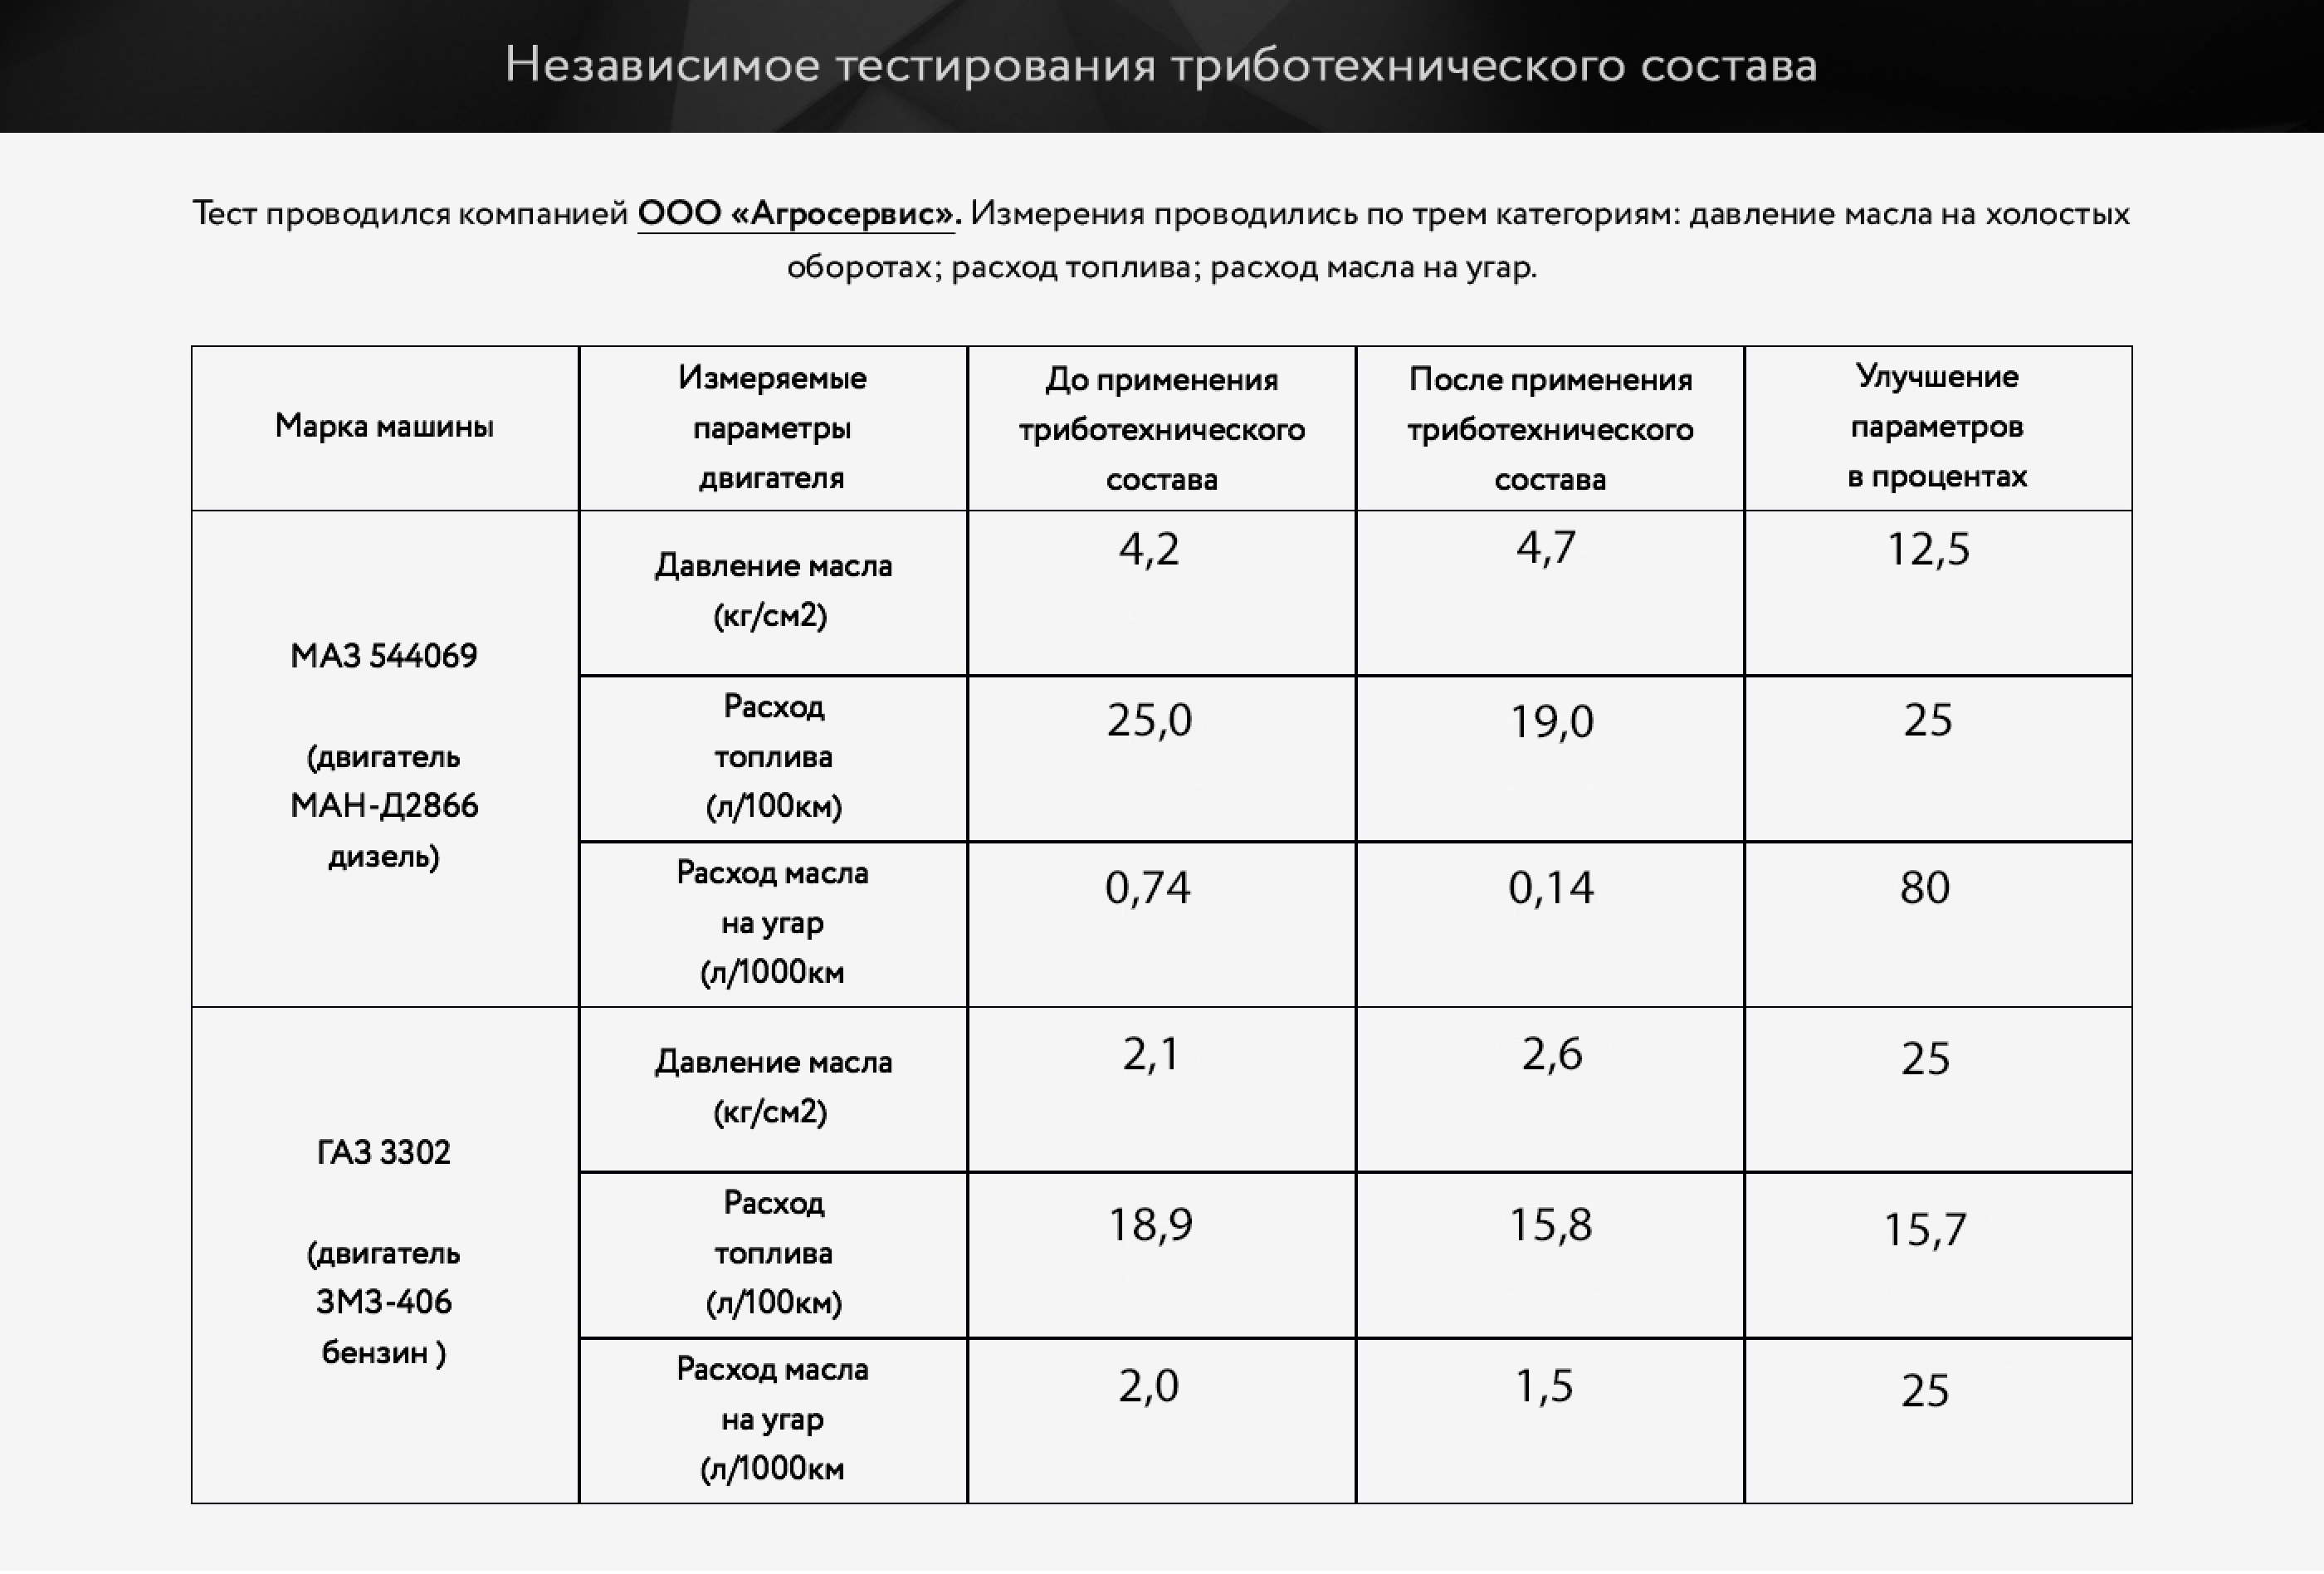 Независимое тестирования триботехнического состава
Тест проводился компанией ООО «Агросервис». Измерения проводились по трем категориям: давление масла на холостых
оборотах; расход топлива; расход масла на угар.
Марка машины
Измеряемые
параметры
двигателя
До применения
триботехнического
состава
После применения
триботехнического
состава
Улучшение
параметров
в процентах
МАЗ 544069
(двигатель
МАН-Д2866
дизель)
Давление масла
(кг/см2)
4,2
4,7
12,5
Расход
топлива
(л/100км)
25,0
19,0
25
Расход масла
на угар
(л/1000км
0,74
0,14
80
ГАЗ 3302
(двигатель
ЗМЗ-406
бензин )
Давление масла
(кг/см2)
2,1
2,6
25
Расход
топлива
(л/100км)
18,9
15,8
15,7
Расход масла
на угар
(л/1000км
2,0
1,5
25